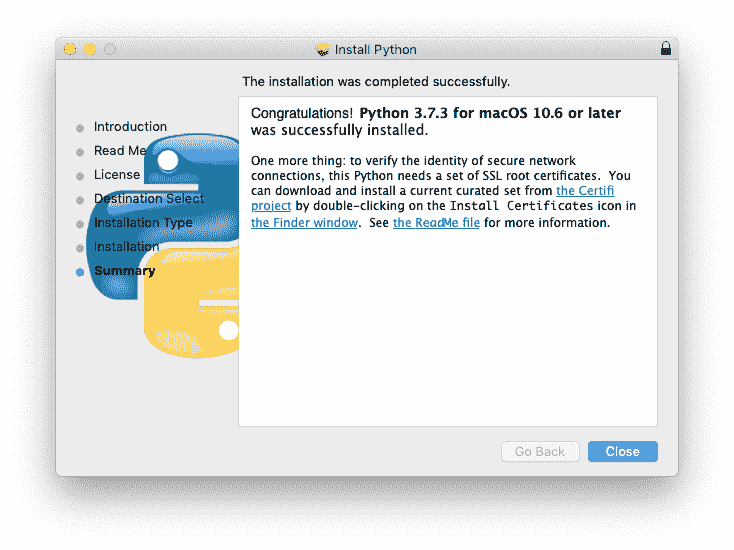 Install Python
The installation was completed successfully.
Introduction
Read Me
License
Destination Select
Installation Type
Installation
Summary
Congratulations! Python 3.7.3 for macOS 10.6 or later
was successfully installed.
One more thing: to verify the identity of secure network
connections, this Python needs a set of SSL root certificates. You
can download and install a current curated set from the Certifi
project by double-clicking on the Install Certificates icon in
the Finder window. See the ReadMe file for more information.
Go Back
Close